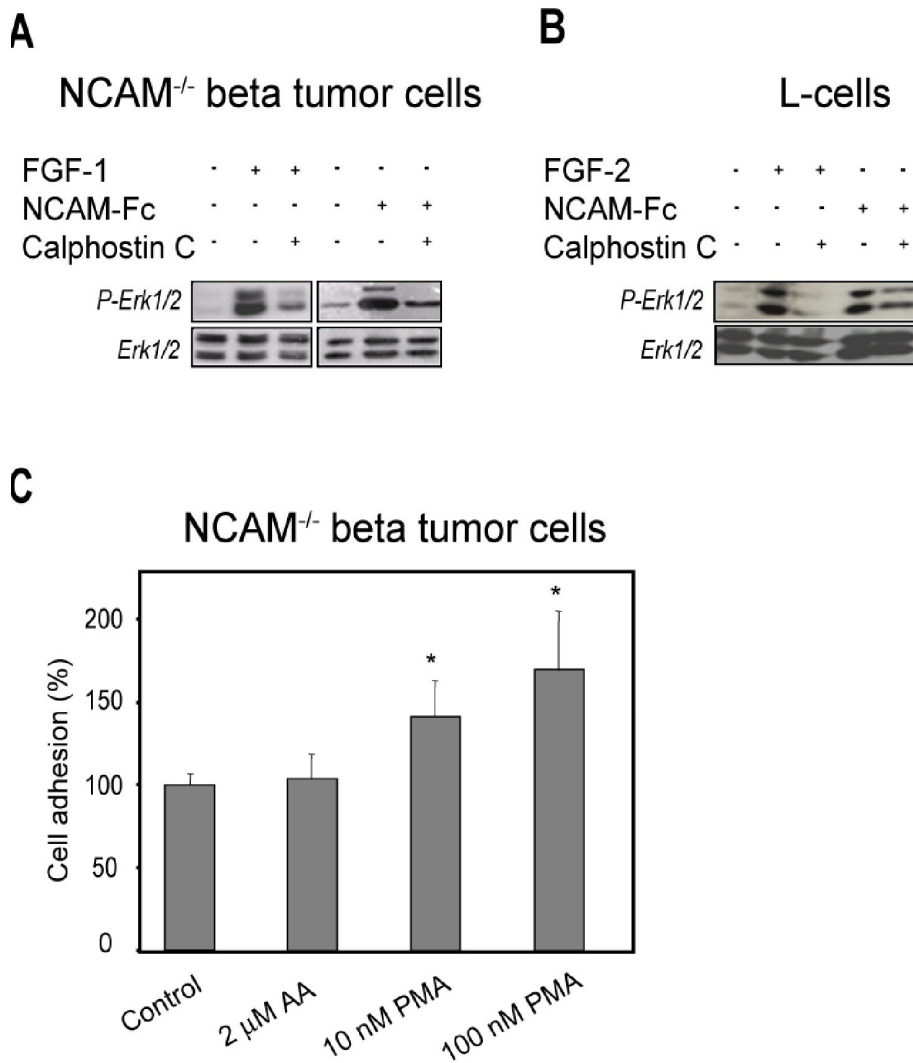 A
NCAM-/- beta tumor cells
FGF-1 - + + - - -
NCAM-Fc - - - - + +
Calphostin C - - + - - +
P-Erk1/2
Erk1/2
B
L-cells
FGF-2 - + + - -
NCAM-Fc - - - + +
Calphostin C - - + - +
P-Erk1/2
Erk1/2
C
NCAM-/- beta tumor cells
Cell adhesion (%)
200
150
100
50
0
*
*
Control
2 µM AA
10 nM PMA
100 nM PMA